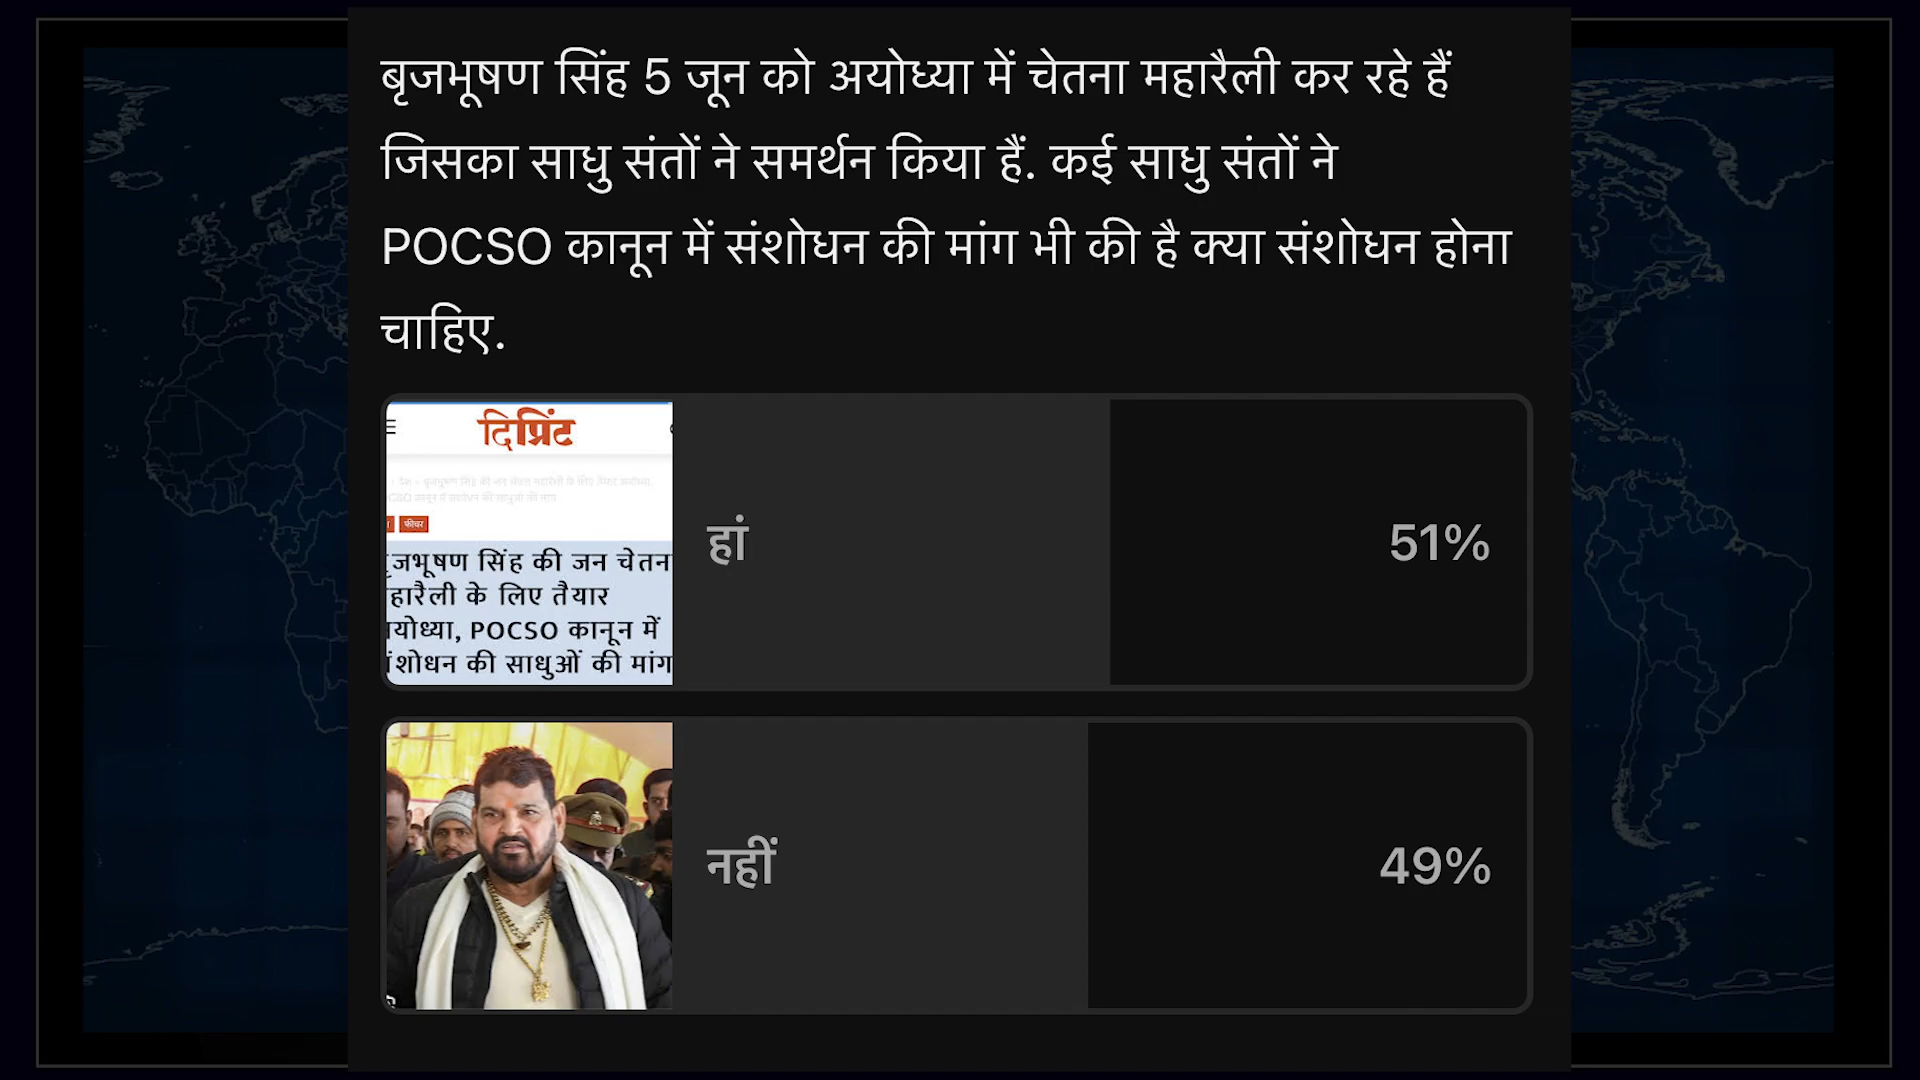 बृजभूषण सिंह 5 जून को अयोध्या में चेतना महारैली कर रहे हैं
जिसका साधु संतों ने समर्थन किया हैं. कई साधु संतों ने
POCSO कानून में संशोधन की मांग भी की है क्या संशोधन होना
चाहिए.
दिप्रिंट
फीचर
जभूषण सिंह की जन चेतन
हारैली के लिए तैयार
योध्या, POCSO कानून में
शोधन की साधुओं की मांग
हां
51%
नहीं
49%